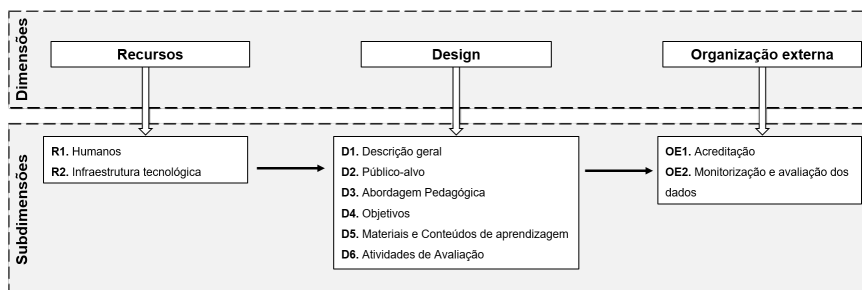 Dimensões
Recursos
Design
Organização externa
Subdimensões
R1. Humanos
R2. Infraestrutura tecnológica
D1. Descrição geral
D2. Público-alvo
D3. Abordagem Pedagógica
D4. Objetivos
D5. Materiais e Conteúdos de aprendizagem
D6. Atividades de Avaliação
OE1. Acreditação
OE2. Monitorização e avaliação dos
dados